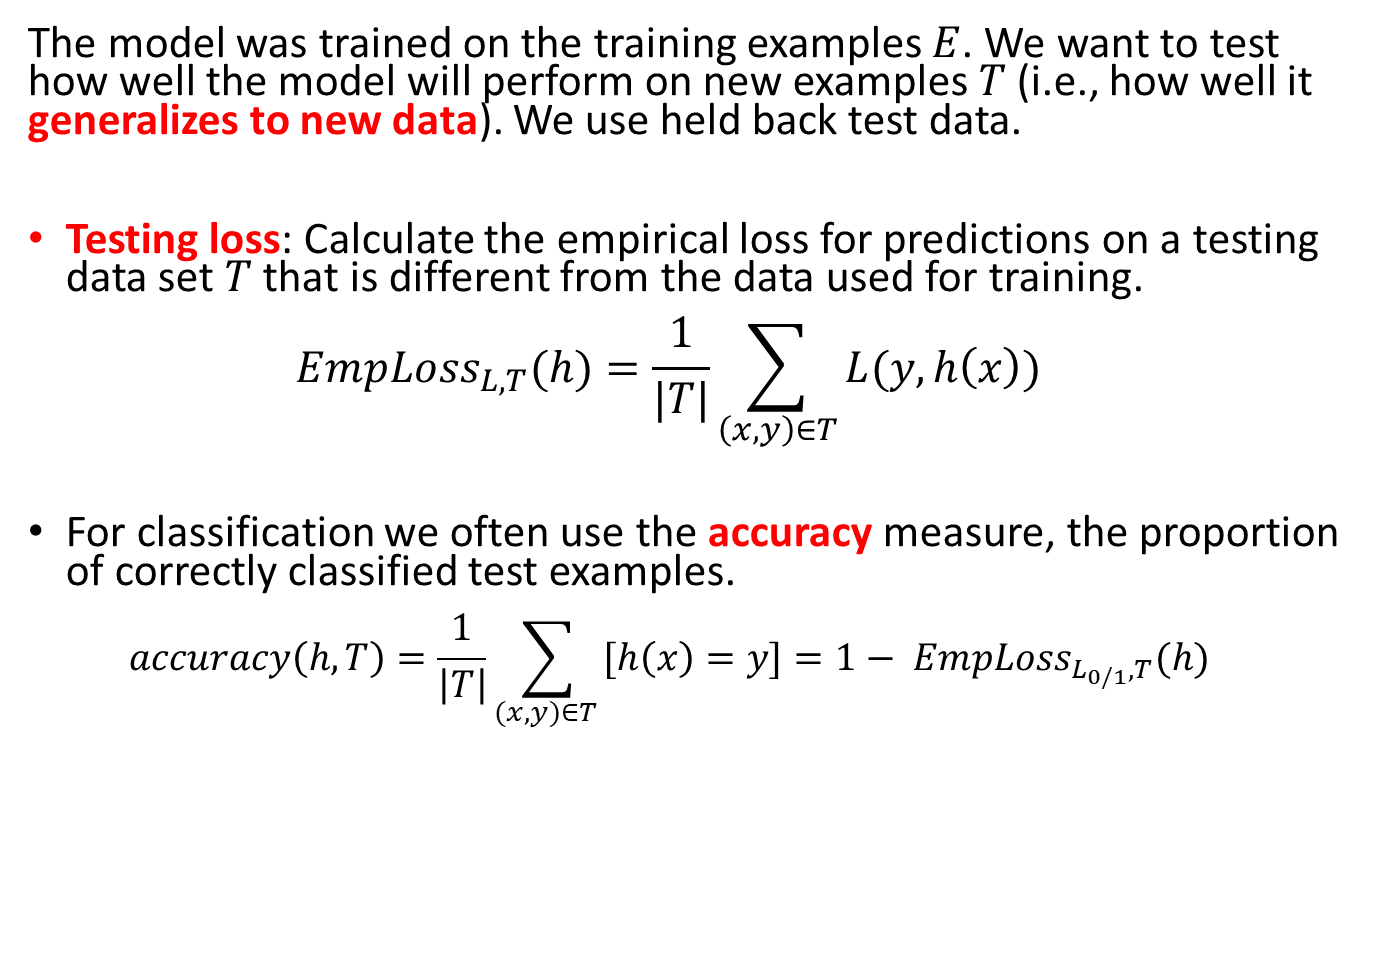 The model was trained on the training examples E. We want to test
how well the model will perform on new examples T (i.e., how well it
generalizes to new data). We use held back test data.
• Testing loss: Calculate the empirical loss for predictions on a testing
data set T that is different from the data used for training.
EmpLoss_{L,T}(h) = \frac{1}{|T|} \sum_{(x,y)∈T} L(y, h(x))
• For classification we often use the accuracy measure, the proportion
of correctly classified test examples.
accuracy(h, T) = \frac{1}{|T|} \sum_{(x,y)∈T} [h(x) = y] = 1 − EmpLoss_{L_{0/1},T}(h)